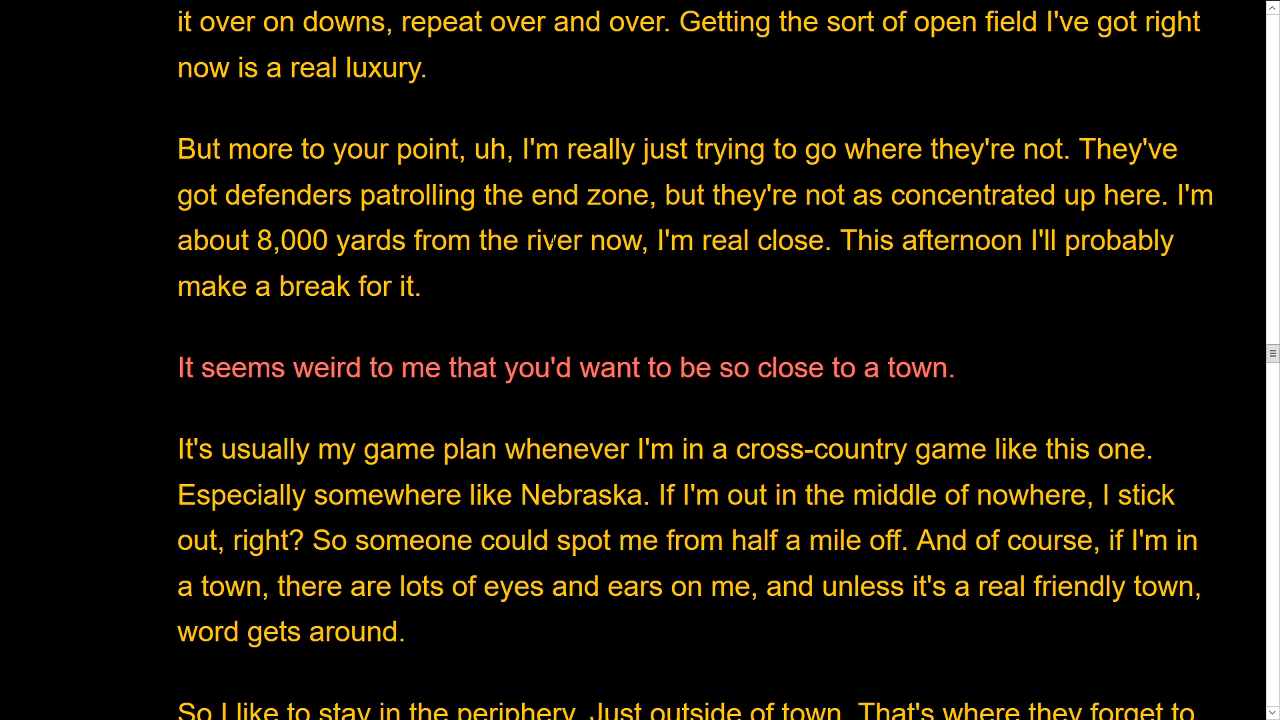 it over on downs, repeat over and over. Getting the sort of open field I've got right
now is a real luxury.
But more to your point, uh, I'm really just trying to go where they're not. They've
got defenders patrolling the end zone, but they're not as concentrated up here. I'm
about 8,000 yards from the river now, I'm real close. This afternoon I'll probably
make a break for it.
It seems weird to me that you'd want to be so close to a town.
It's usually my game plan whenever I'm in a cross-country game like this one.
Especially somewhere like Nebraska. If I'm out in the middle of nowhere, I stick
out, right? So someone could spot me from half a mile off. And of course, if I'm in
a town, there are lots of eyes and ears on me, and unless it's a real friendly town,
word gets around.
So I like to stay in the periphery. Just outside of town. That's where they forget to